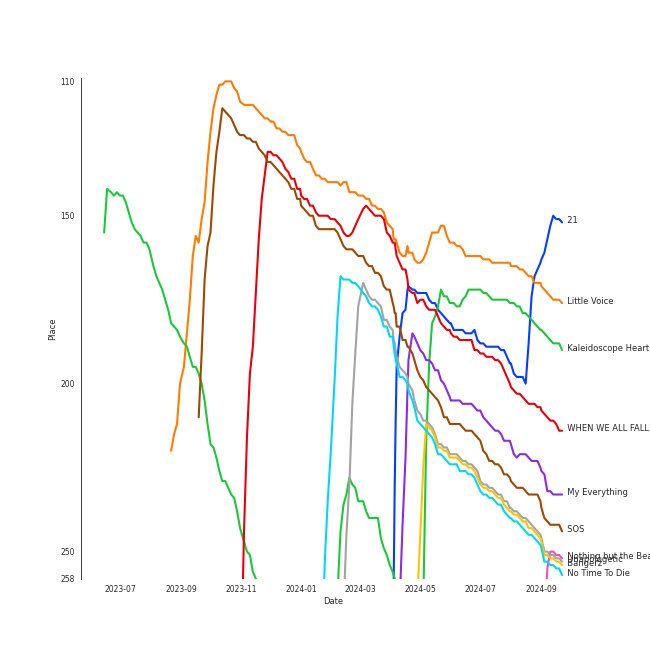 110
150
200
250
258
Place
2023-07
2023-09
2023-11
2024-01
2024-03
2024-05
2024-07
2024-09
Date
21
Little Voice
Kaleidoscope Heart
WHEN WE ALL FALL
My Everything
SOS
Nothing but the Bea
Bangerz
No Time To Die